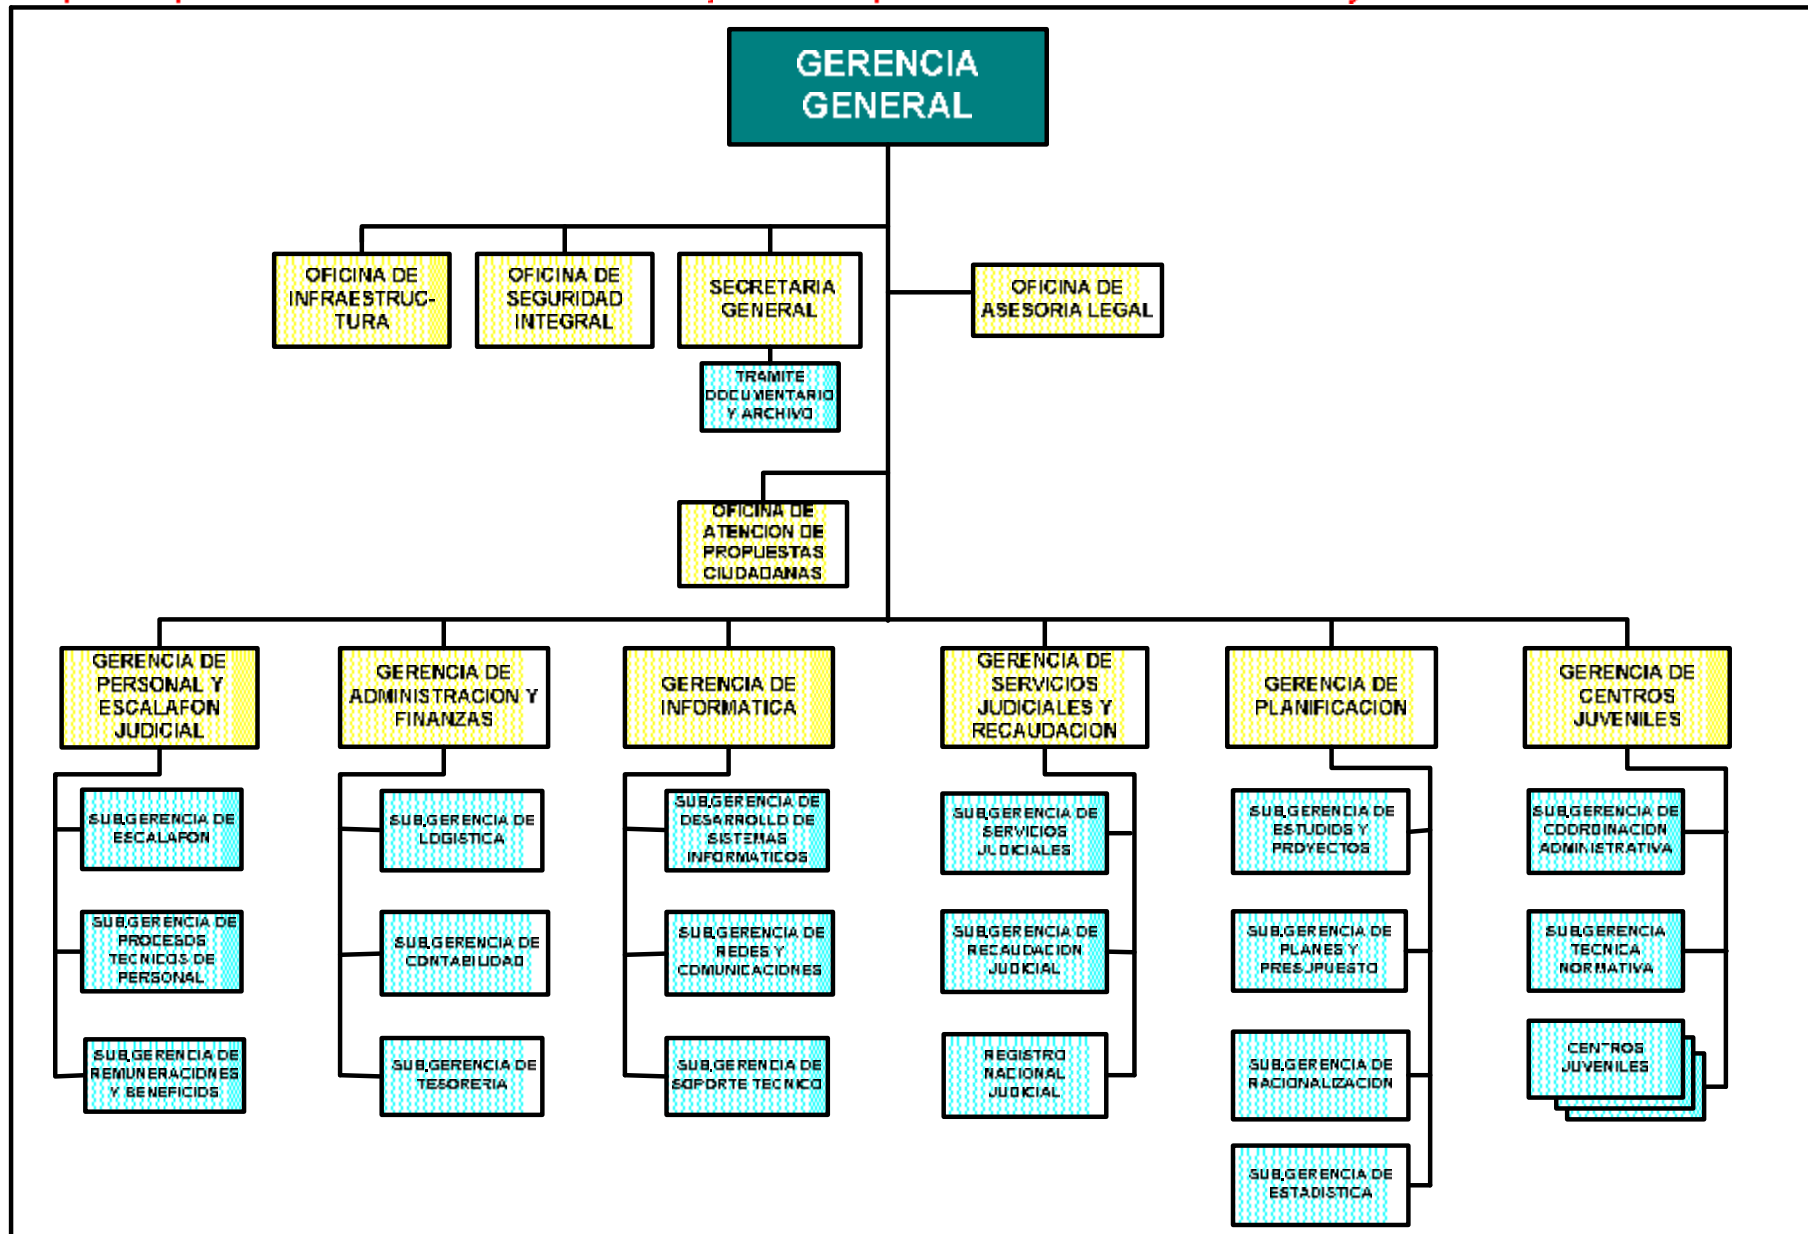 GERENCIA
GENERAL
OFICINA DE
INFRAESTRUC-
TURA
OFICINA DE
SEGURIDAD
INTEGRAL
SECRETARIA
GENERAL
OFICINA DE
ASESORIA LEGAL
TRAMITE
DOCUMENTARIO
Y ARCHIVO
OFICINA DE
ATENCION DE
PROPUESTAS
CIUDADANAS
GERENCIA DE
PERSONAL Y
ESCALAFON
JUDICIAL
GERENCIA DE
ADMINISTRACION Y
FINANZAS
GERENCIA DE
INFORMATICA
GERENCIA DE
SERVICIOS
JUDICIALES Y
RECAUDACION
GERENCIA DE
PLANIFICACION
GERENCIA DE
CENTROS
JUVENILES
SUB.GERENCIA DE
ESCALAFON
SUB.GERENCIA DE
LOGISTICA
SUB.GERENCIA DE
DESARROLLO DE
SISTEMAS
INFORMATICOS
SUB.GERENCIA DE
SERVICIOS
JUDICIALES
SUB.GERENCIA DE
ESTUDIOS Y
PROYECTOS
SUB.GERENCIA DE
COORDINACION
ADMINISTRATIVA
SUB.GERENCIA DE
PROCESOS
TECNICOS DE
PERSONAL
SUB.GERENCIA DE
CONTABILIDAD
SUB.GERENCIA DE
REDES Y
COMUNICACIONES
SUB.GERENCIA DE
RECAUDACION
JUDICIAL
SUB.GERENCIA DE
PLANES Y
PRESUPUESTO
SUB.GERENCIA
TECNICA
NORMATIVA
SUB.GERENCIA DE
REMUNERACIONES
Y BENEFICIOS
SUB.GERENCIA DE
TESORERIA
SUB.GERENCIA DE
SOPORTE TECNICO
REGISTRO
NACIONAL
JUDICIAL
SUB.GERENCIA DE
RACIONALIZACION
CENTROS
JUVENILES
SUB.GERENCIA DE
ESTADISTICA